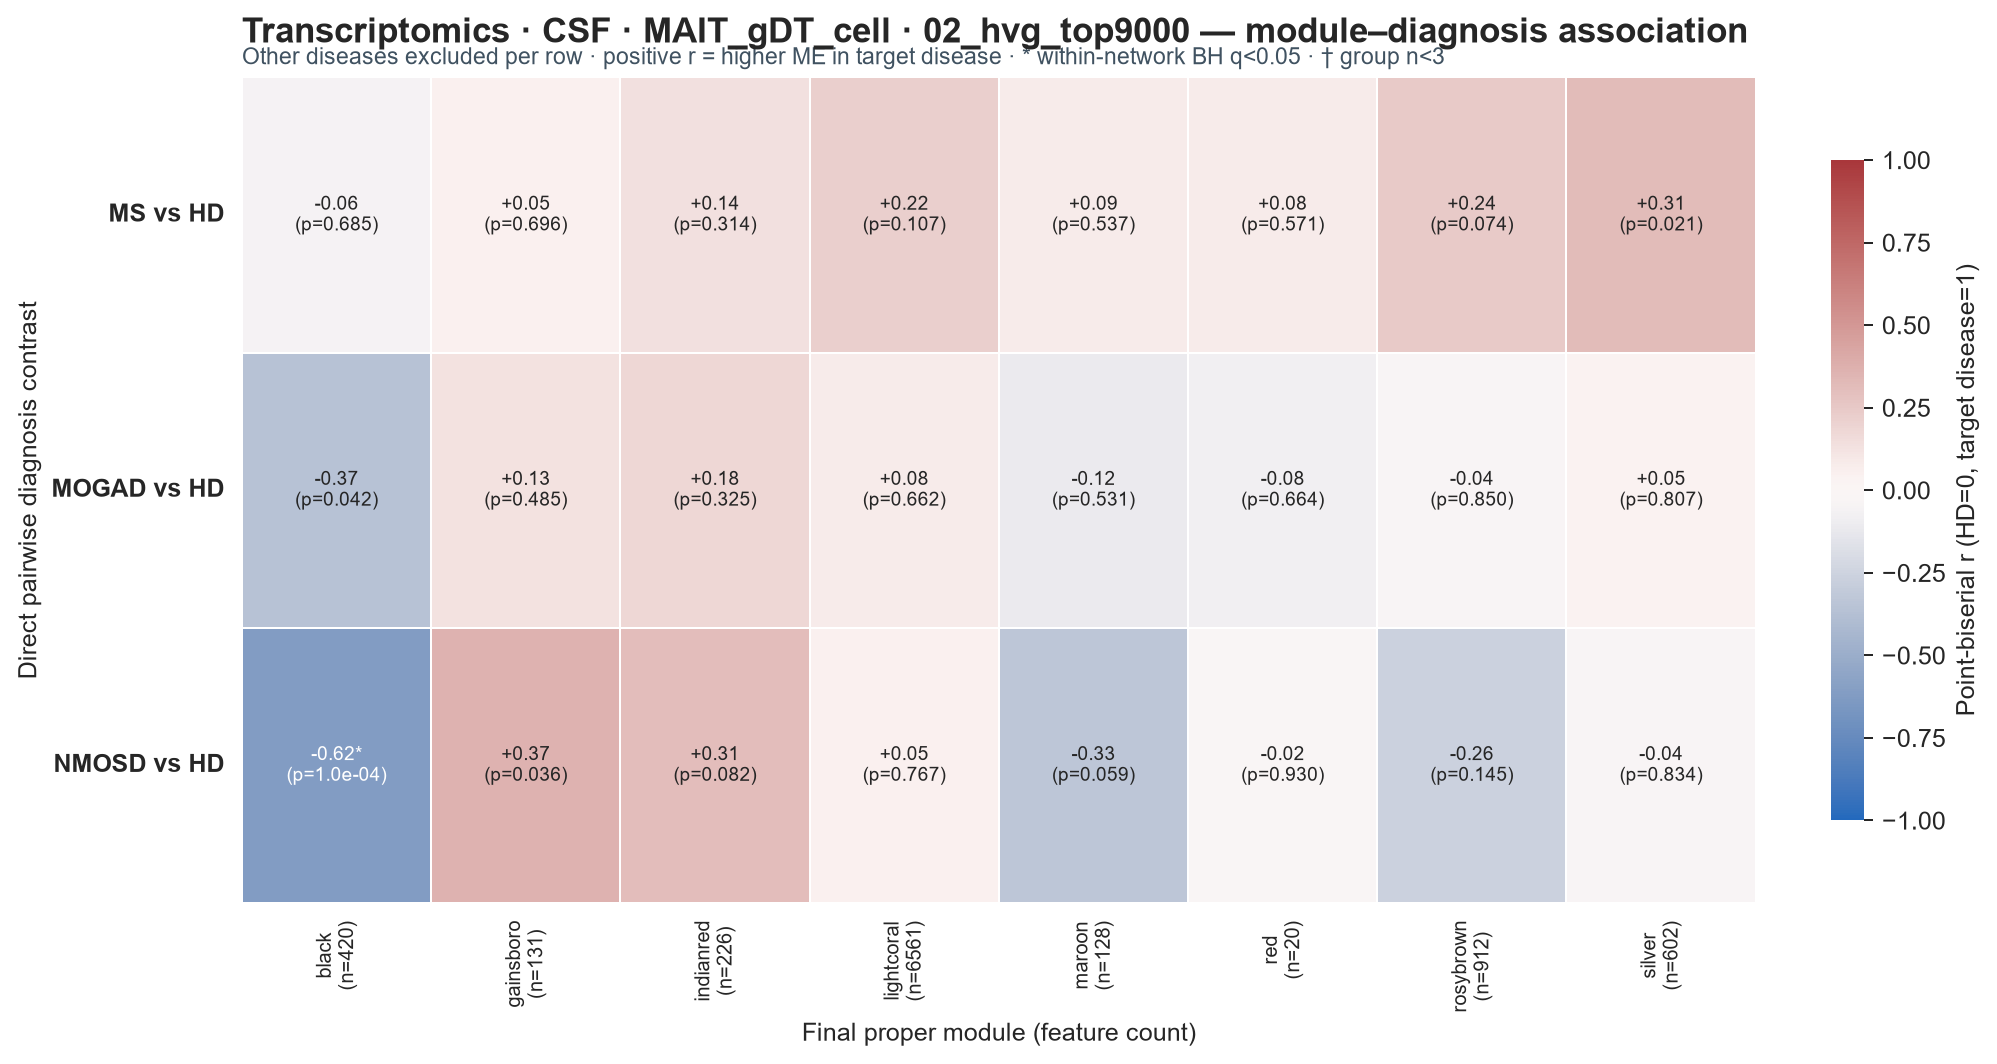 Transcriptomics · CSF · MAIT_gDT_cell · 02_hvg_top9000 — module–diagnosis association
Other diseases excluded per row · positive r = higher ME in target disease · * within-network BH q<0.05 · † group n<3
Direct pairwise diagnosis contrast
MS vs HD
-0.06
(p=0.685)
+0.05
(p=0.696)
+0.14
(p=0.314)
+0.22
(p=0.107)
+0.09
(p=0.537)
+0.08
(p=0.571)
+0.24
(p=0.074)
+0.31
(p=0.021)
MOGAD vs HD
-0.37
(p=0.042)
+0.13
(p=0.485)
+0.18
(p=0.325)
+0.08
(p=0.662)
-0.12
(p=0.531)
-0.08
(p=0.664)
-0.04
(p=0.850)
+0.05
(p=0.807)
NMOSD vs HD
-0.62*
(p=1.0e-04)
+0.37
(p=0.036)
+0.31
(p=0.082)
+0.05
(p=0.767)
-0.33
(p=0.059)
-0.02
(p=0.930)
-0.26
(p=0.145)
-0.04
(p=0.834)
black
(n=420)
gainsboro
(n=131)
indianred
(n=226)
lightcoral
(n=6561)
maroon
(n=128)
red
(n=20)
rosybrown
(n=912)
silver
(n=602)
Final proper module (feature count)
1.00
0.75
0.50
0.25
0.00
−0.25
−0.50
−0.75
−1.00
Point-biserial r (HD=0, target disease=1)